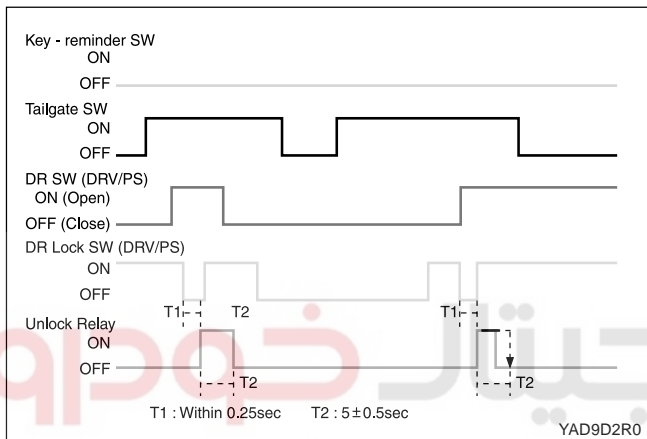 Key - reminder SW
ON
OFF
Tailgate SW
ON
OFF
DR SW (DRV/PS)
ON (Open)
OFF (Close)
DR Lock SW (DRV/PS)
ON
OFF
T1 T2 T1
Unlock Relay
ON
OFF
T2 T2
T1 : Within 0.25sec T2 : 5±0.5sec
YAD9D2R0
دیجیتال خودرو